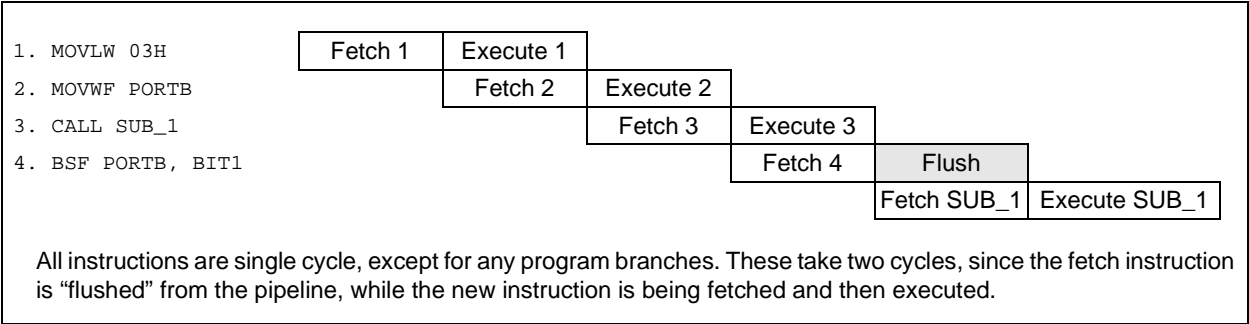 1. MOVLW 03H Fetch 1 Execute 1
2. MOVWF PORTB Fetch 2 Execute 2
3. CALL SUB_1 Fetch 3 Execute 3
4. BSF PORTB, BIT1 Fetch 4 Flush
Fetch SUB_1 Execute SUB_1
All instructions are single cycle, except for any program branches. These take two cycles, since the fetch instruction
is “flushed” from the pipeline, while the new instruction is being fetched and then executed.